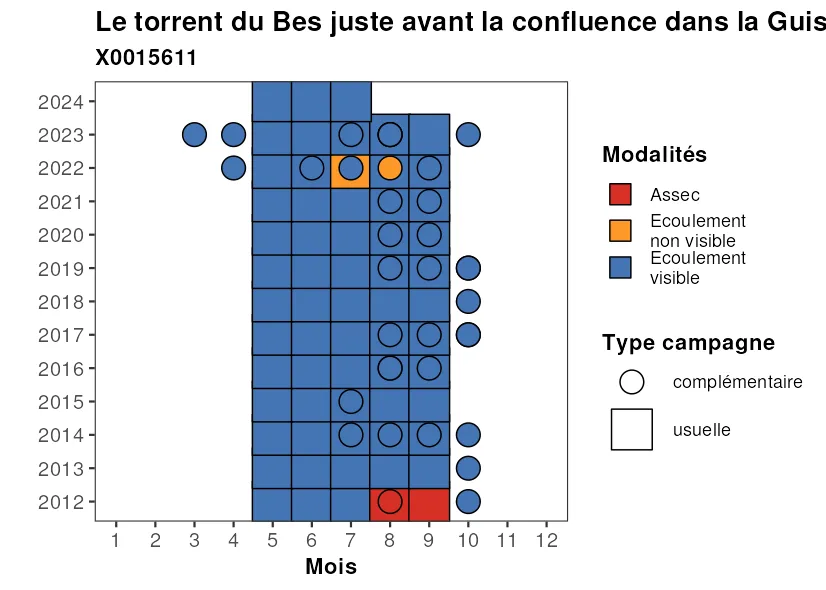 Le torrent du Bes juste avant la confluence dans la Guis
X0015611
2024
2023
2022
2021
2020
2019
2018
2017
2016
2015
2014
2013
2012
1 2 3 4 5 6 7 8 9 10 11 12
Mois
Modalités
Assec
Ecoulement
non visible
Ecoulement
visible
Type campagne
complémentaire
usuelle